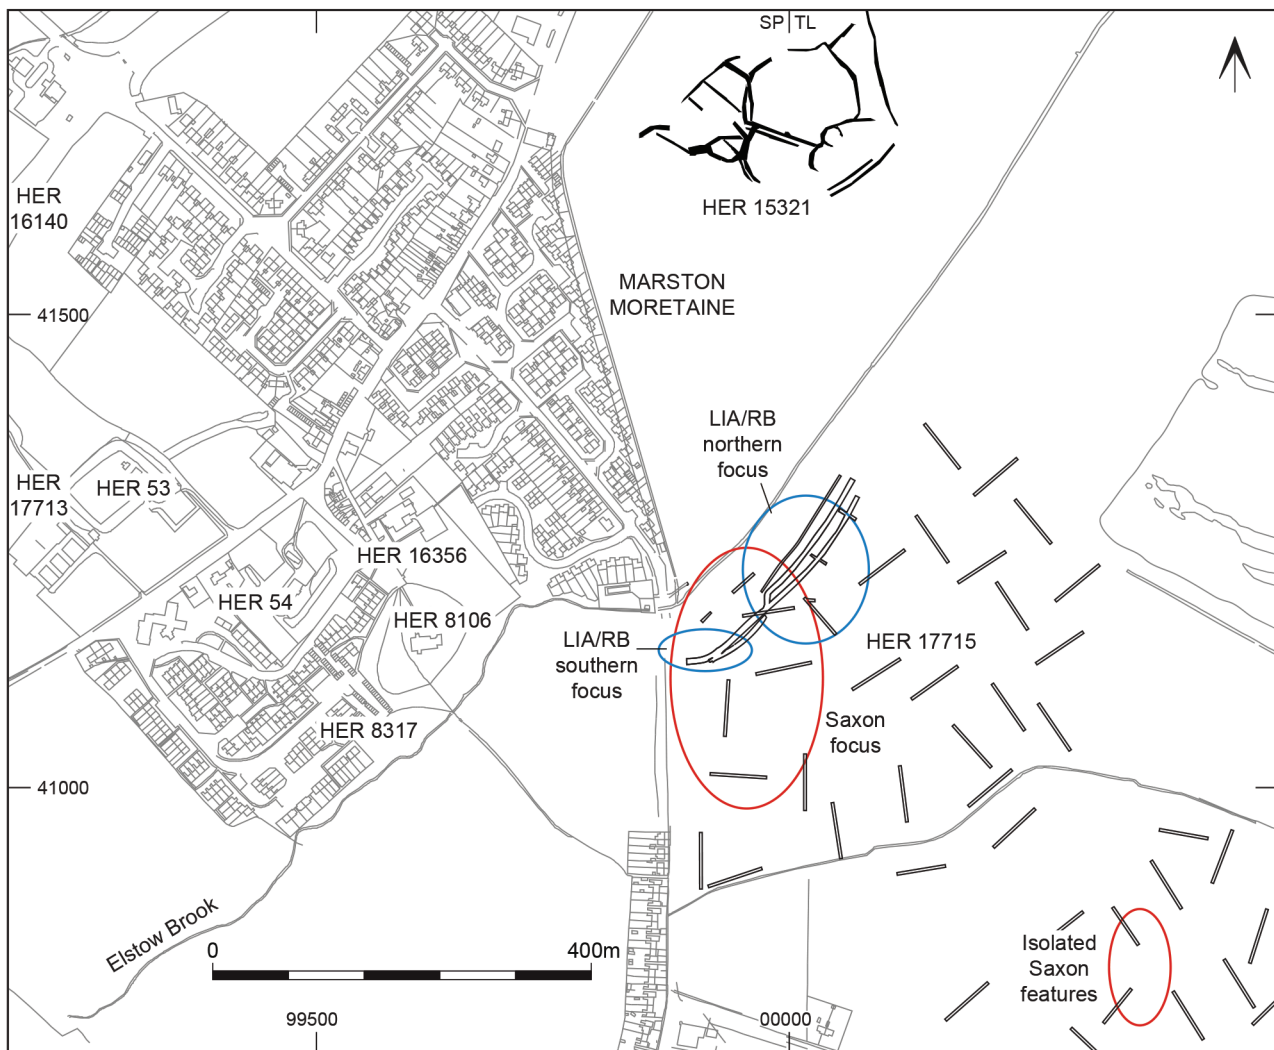 SP TL
HER
16140
HER 15321
MARSTON
MORETAINE
41500
LIA/RB
northern
focus
HER
17713
HER 53
HER 16356
HER 54
HER 8106
LIA/RB
southern
focus
HER 17715
HER 8317
Saxon
focus
41000
Elstow Brook
0
400m
Isolated
Saxon
features
99500
00000